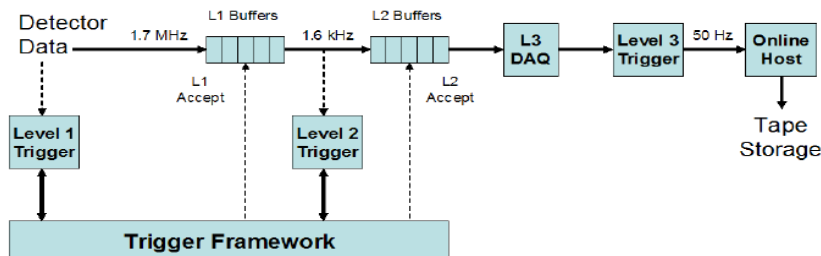 L1 Buffers
L2 Buffers
Detector
Data
1.7 MHz
1.6 kHz
L3
DAQ
Level 3
Trigger
50 Hz
Online
Host
L1
Accept
L2
Accept
Level 1
Trigger
Level 2
Trigger
Tape
Storage
Trigger Framework